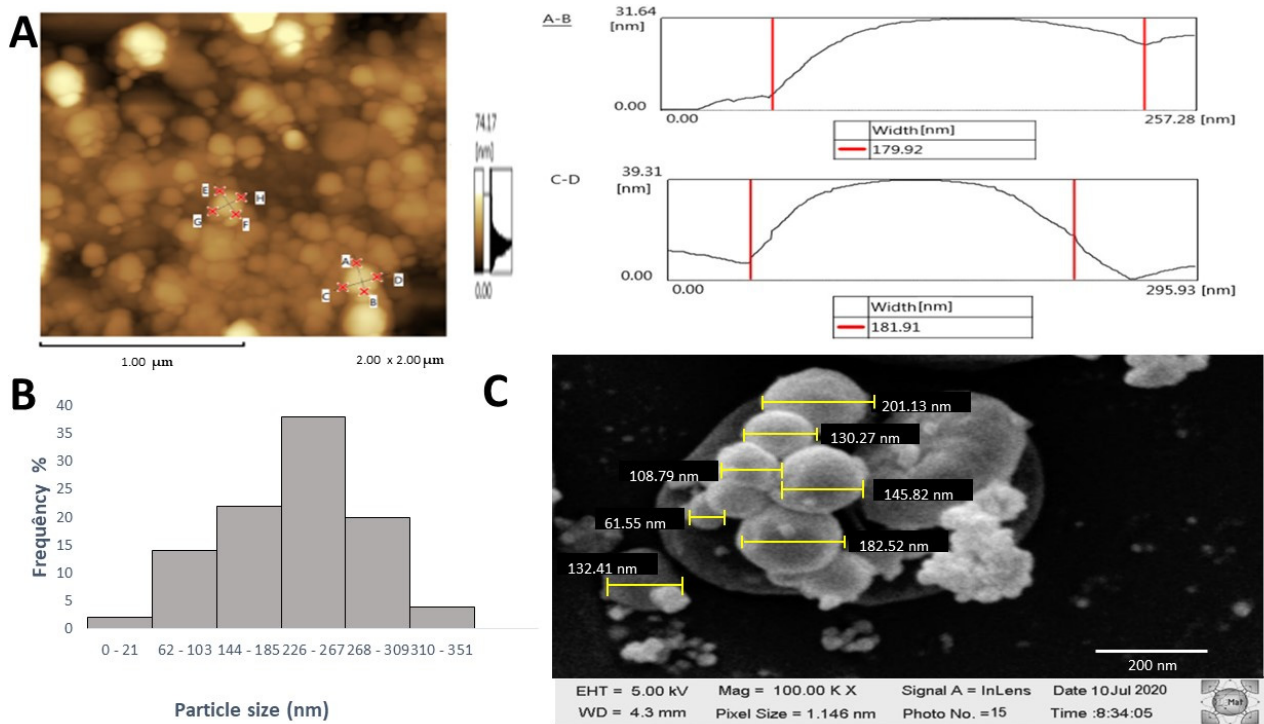 A
E
H
G
F
A
D
C
B
1.00 μm
2.00 x 2.00 μm
74.17
[nm]
0.00
A-B
31.64
[nm]
0.00
0.00
257.28 [nm]
Width[nm]
179.92
C-D
39.31
[nm]
0.00
0.00
295.93 [nm]
Width[nm]
181.91
B
Frequêncy %
40
35
30
25
20
15
10
5
0
0 - 21 62 - 103 144 - 185 226 - 267 268 - 309 310 - 351
Particle size (nm)
C
201.13 nm
130.27 nm
108.79 nm
145.82 nm
61.55 nm
182.52 nm
132.41 nm
200 nm
EHT = 5.00 kV Mag = 100.00 K X Signal A = InLens Date 10Jul 2020
WD = 4.3 mm Pixel Size = 1.146 nm Photo No. =15 Time :8:34:05
Mat